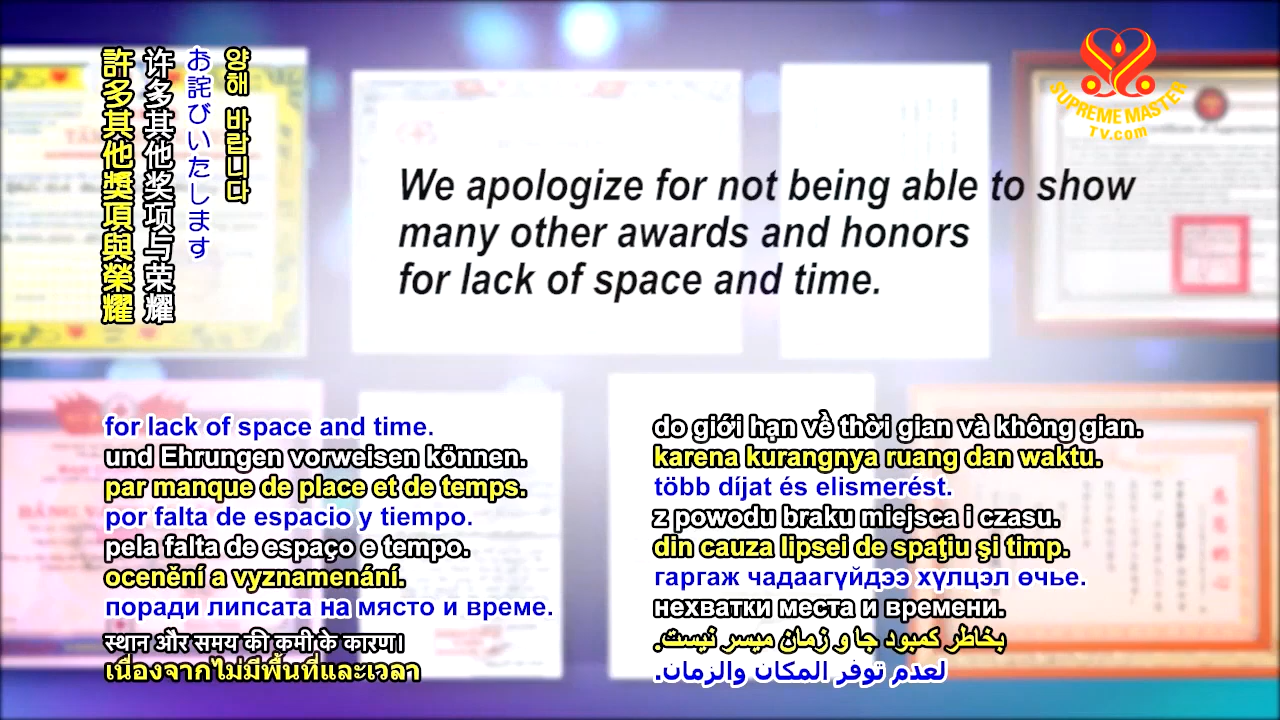 양해 바랍니다
お詫びいたします
许多其他奖项与荣耀
許多其他獎項與榮耀
SUPREME MASTER
TV.com
We apologize for not being able to show
many other awards and honors
for lack of space and time.
for lack of space and time.
und Ehrungen vorweisen können.
par manque de place et de temps.
por falta de espacio y tiempo.
pela falta de espaço e tempo.
ocenění a vyznamenání.
поради липсата на място и време.
स्थान और समय की कमी के कारण।
เนื่องจากไม่มีพื้นที่และเวลา
do giới hạn về thời gian và không gian.
karena kurangnya ruang dan waktu.
több díjat és elismerést.
z powodu braku miejsca i czasu.
din cauza lipsei de spaţiu şi timp.
гаргаж чадаагүйдээ хүлцэл өчье.
нехватки места и времени.
بخاطر کمبود جا و زمان میسر نیست.
لعدم توفر المكان والزمان.